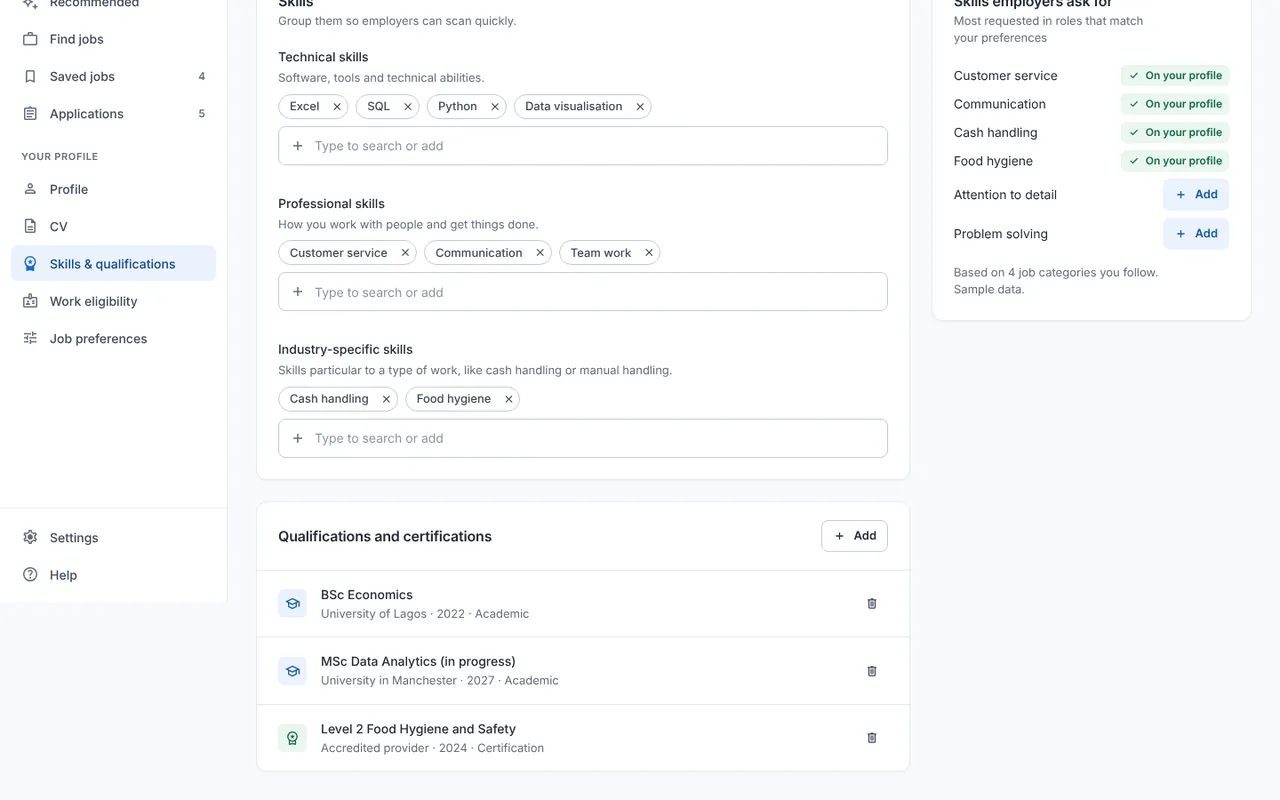 Recommended
Find jobs
Saved jobs 4
Applications 5
YOUR PROFILE
Profile
CV
Skills & qualifications
Work eligibility
Job preferences
Settings
Help
Skills
Group them so employers can scan quickly.
Technical skills
Software, tools and technical abilities.
Excel SQL Python Data visualisation
Type to search or add
Professional skills
How you work with people and get things done.
Customer service Communication Team work
Type to search or add
Industry-specific skills
Skills particular to a type of work, like cash handling or manual handling.
Cash handling Food hygiene
Type to search or add
Qualifications and certifications Add
BSc Economics
University of Lagos · 2022 · Academic
MSc Data Analytics (in progress)
University in Manchester · 2027 · Academic
Level 2 Food Hygiene and Safety
Accredited provider · 2024 · Certification
Skills employers ask for
Most requested in roles that match
your preferences
Customer service On your profile
Communication On your profile
Cash handling On your profile
Food hygiene On your profile
Attention to detail Add
Problem solving Add
Based on 4 job categories you follow.
Sample data.